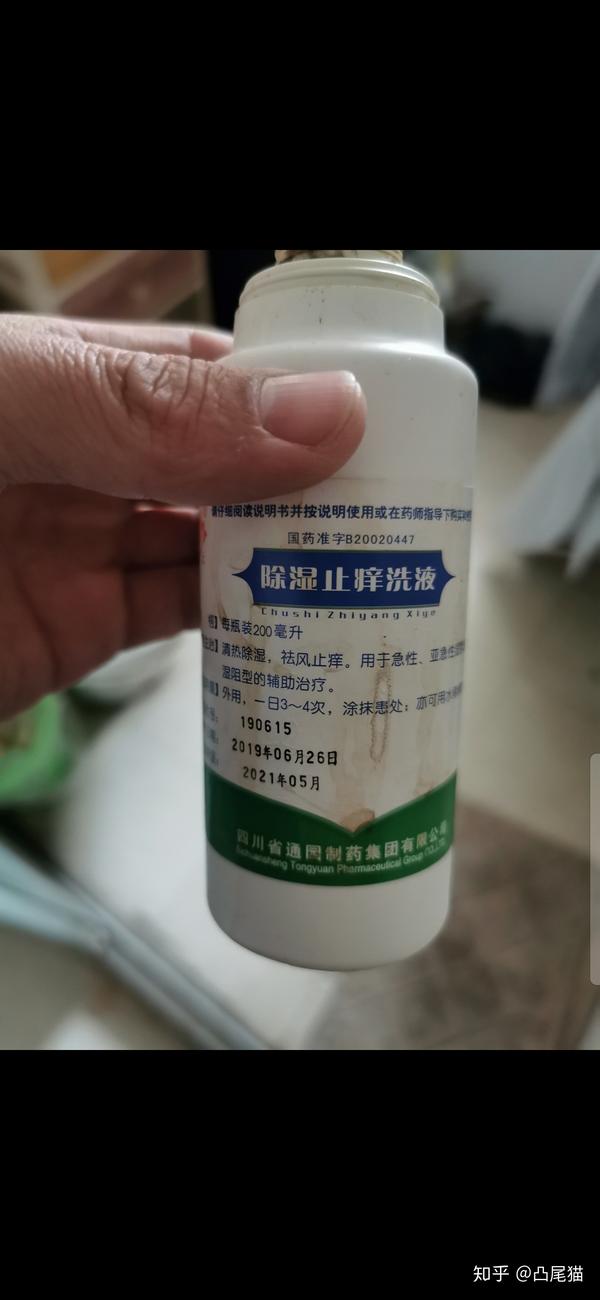 请仔细阅读说明书并按说明使用或在药师指导下购买和使用
国药准字B20020447
除湿止痒洗液
Chushi Zhiyang Xiye
格】每瓶装200毫升
清热除湿，祛风止痒。用于急性、亚急性
湿阻型的辅助治疗。
外用，一日3～4次，涂抹患处；亦可用水
190615
2019年06月26日
2021年05月
四川省通园制药集团有限公司
Sichuansheng Tongyuan Pharmaceutical Group CO.,LTD.
知乎 @凸尾猫